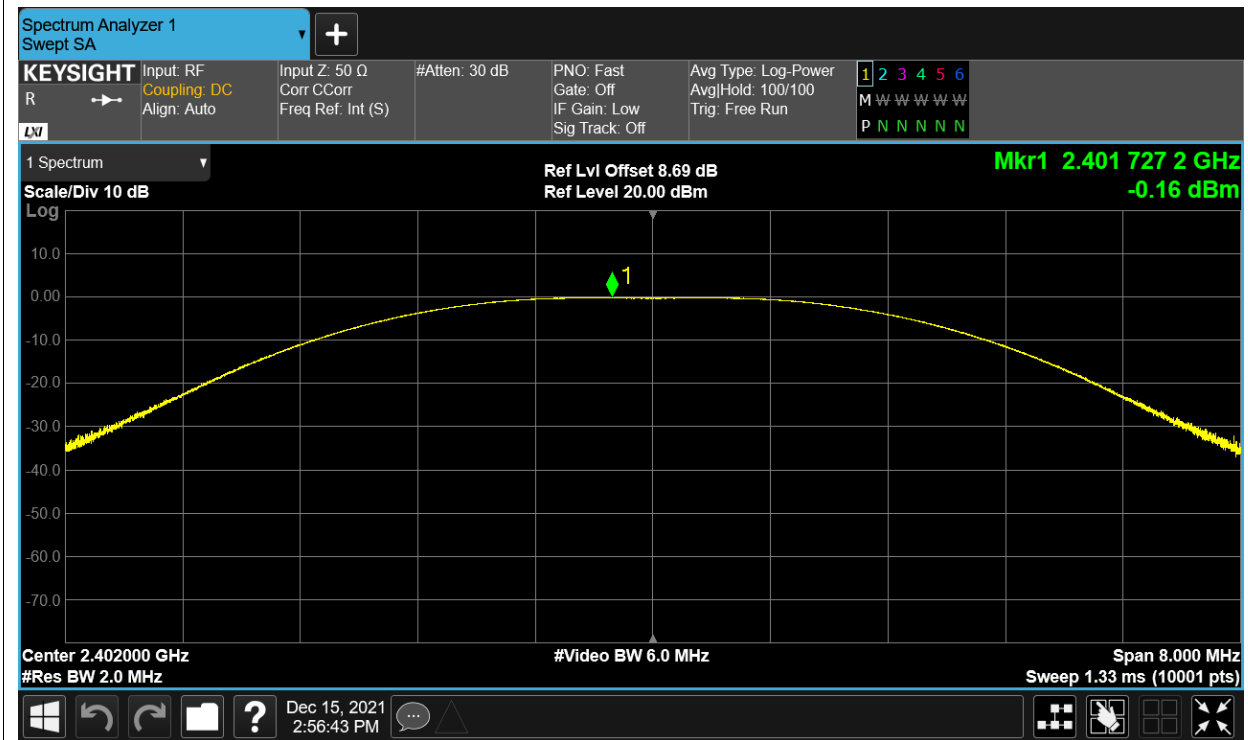 Spectrum Analyzer 1
Swept SA
KEYSIGHT
R
LXI
Input: RF
Coupling: DC
Align: Auto
Input Z: 50 Ω
Corr CCorr
Freq Ref: Int (S)
#Atten: 30 dB
PNO: Fast
Gate: Off
IF Gain: Low
Sig Track: Off
Avg Type: Log-Power
Avg|Hold: 100/100
Trig: Free Run
1 2 3 4 5 6
M W W W W W
P N N N N N
1 Spectrum
Scale/Div 10 dB
Ref Lvl Offset 8.69 dB
Ref Level 20.00 dBm
Mkr1 2.401 727 2 GHz
-0.16 dBm
Log
10.0
0.00
-10.0
-20.0
-30.0
-40.0
-50.0
-60.0
-70.0
1
Center 2.402000 GHz
#Res BW 2.0 MHz
#Video BW 6.0 MHz
Span 8.000 MHz
Sweep 1.33 ms (10001 pts)
?
Dec 15, 2021
2:56:43 PM